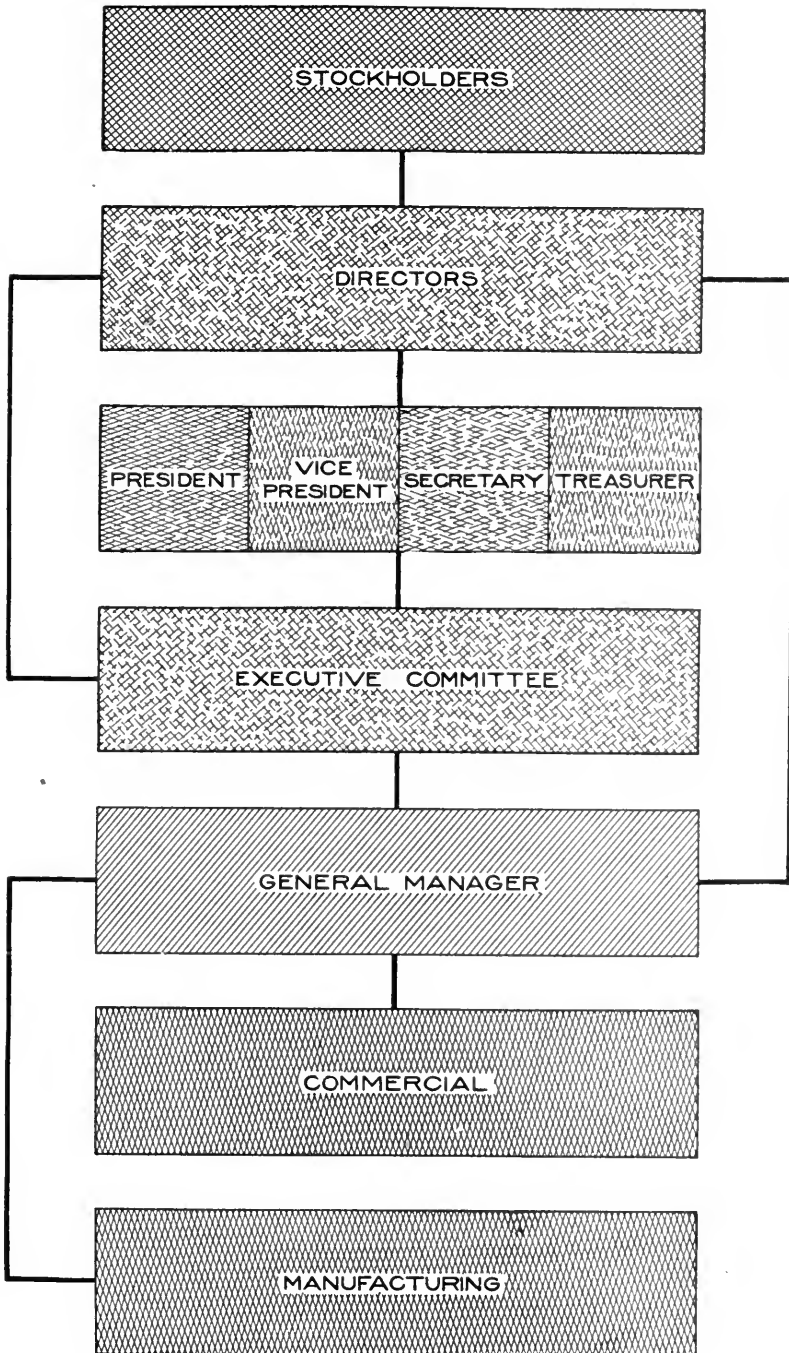 STOCKHOLDERS
DIRECTORS
PRESIDENT
VICE
PRESIDENT
SECRETARY
TREASURER
EXECUTIVE COMMITTEE
GENERAL MANAGER
COMMERCIAL
MANUFACTURING